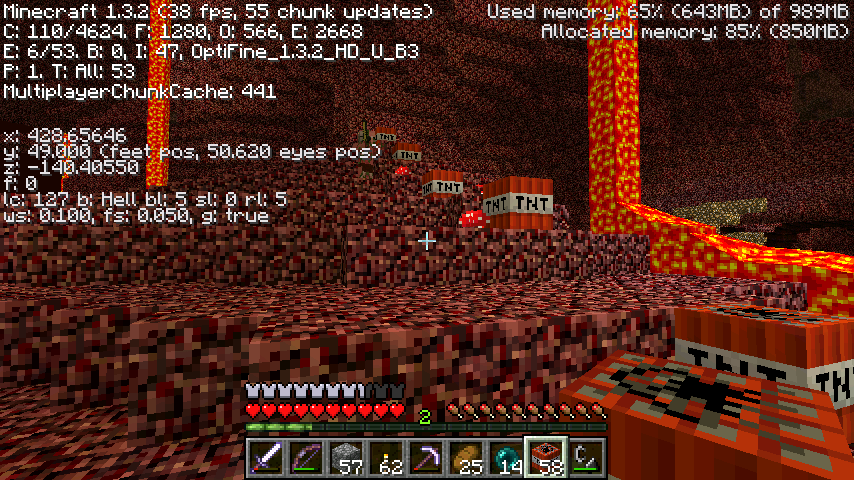 Minecraft 1.3.2 (38 fps, 55 chunk updates)
C: 110/4624, F: 1280, O: 566, E: 2668
E: 6/53. B: 0, I: 47, OptiFine_1.3.2_HD_U_B3
P: 1. T: All: 53
MultiplayerChunkCache: 441
Used memory: 65% (643MB) of 989MB
Allocated memory: 85% (850MB)
x: 428.65646
y: 49.000 (feet pos, 50.620 eyes pos)
z: -140.40550
f: 0
lc: 127 b: Hell bl: 5 sl: 0 rl: 5
ws: 0.100, fs: 0.050, g: true
TNT
TNT
TNT TNT
TNT TNT
TNT
2
57 62 25 14 58